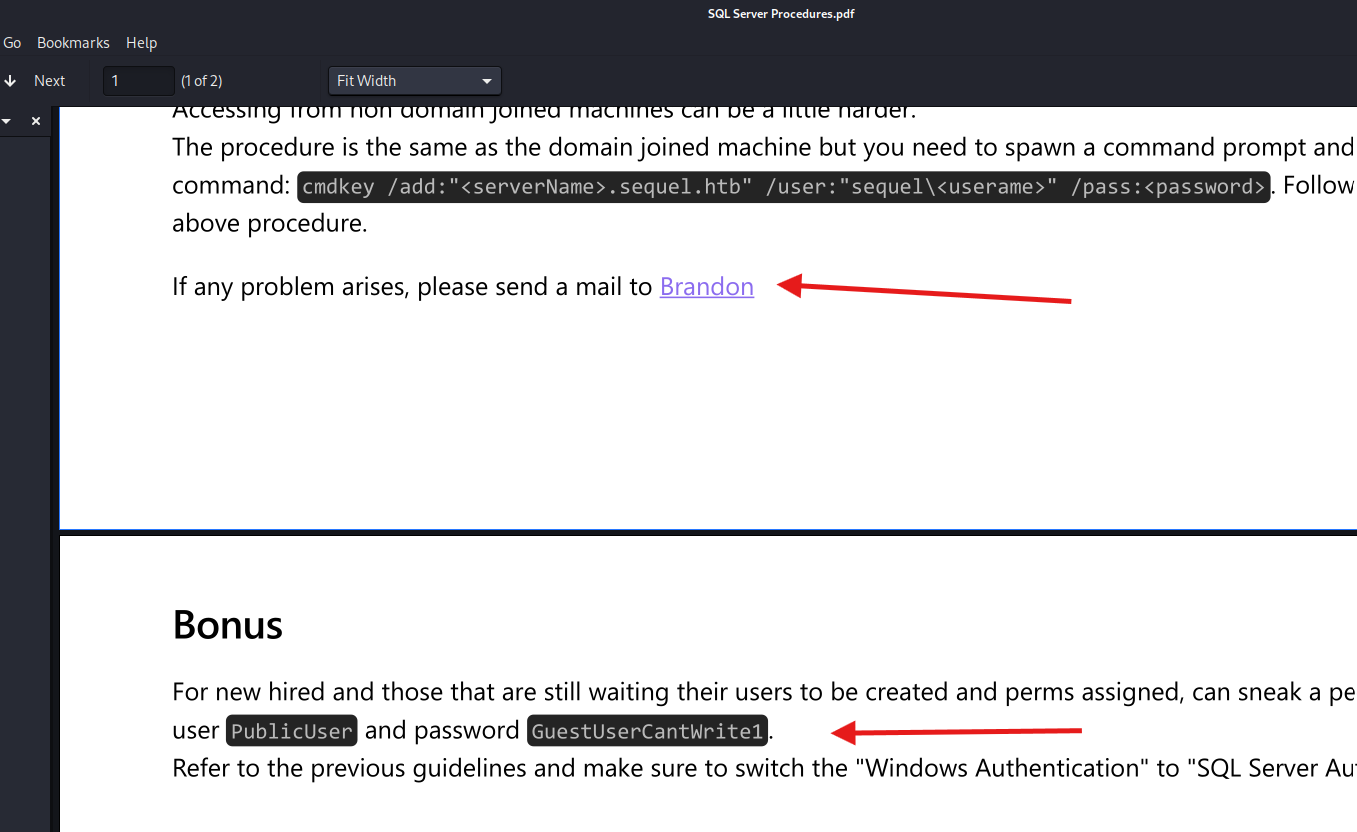 SQL Server Procedures.pdf
Go Bookmarks Help
Next 1 (1 of 2) Fit Width
Accessing from non domain joined machines can be a little harder.
The procedure is the same as the domain joined machine but you need to spawn a command prompt and
command: cmdkey /add:"<serverName>.sequel.htb" /user:"sequel\<userame>" /pass:<password>. Follow
above procedure.
If any problem arises, please send a mail to Brandon
Bonus
For new hired and those that are still waiting their users to be created and perms assigned, can sneak a pe
user PublicUser and password GuestUserCantWrite1.
Refer to the previous guidelines and make sure to switch the "Windows Authentication" to "SQL Server Aut